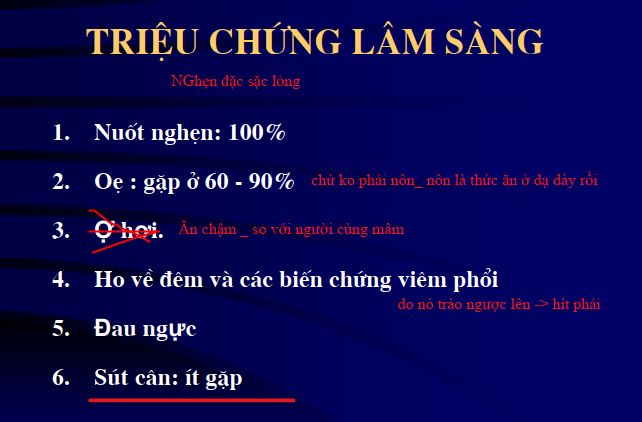 TRIỆU CHỨNG LÂM SÀNG
NGhẹn đặc sặc lỏng
1. Nuốt nghẹn: 100%
2. Oẹ : gặp ở 60 - 90% chứ ko phải nôn_ nôn là thức ăn ở dạ dày rồi
3. Ợ hơi. Ăn chậm _ so với người cùng mâm
4. Ho về đêm và các biến chứng viêm phổi
do nó trào ngược lên -> hít phải
5. Đau ngực
6. Sút cân: ít gặp